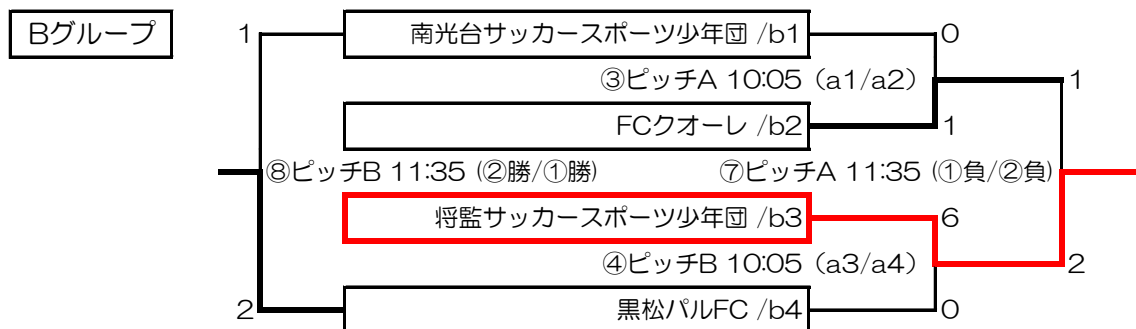 Bグループ
1
南光台サッカースポーツ少年団 /b1
0
③ピッチA 10:05（a1/a2）
1
FCクオーレ /b2
1
⑧ピッチB 11:35 (②勝/①勝)
⑦ピッチA 11:35 (①負/②負)
将監サッカースポーツ少年団 /b3
6
④ピッチB 10:05（a3/a4）
2
2
黒松パルFC /b4
0